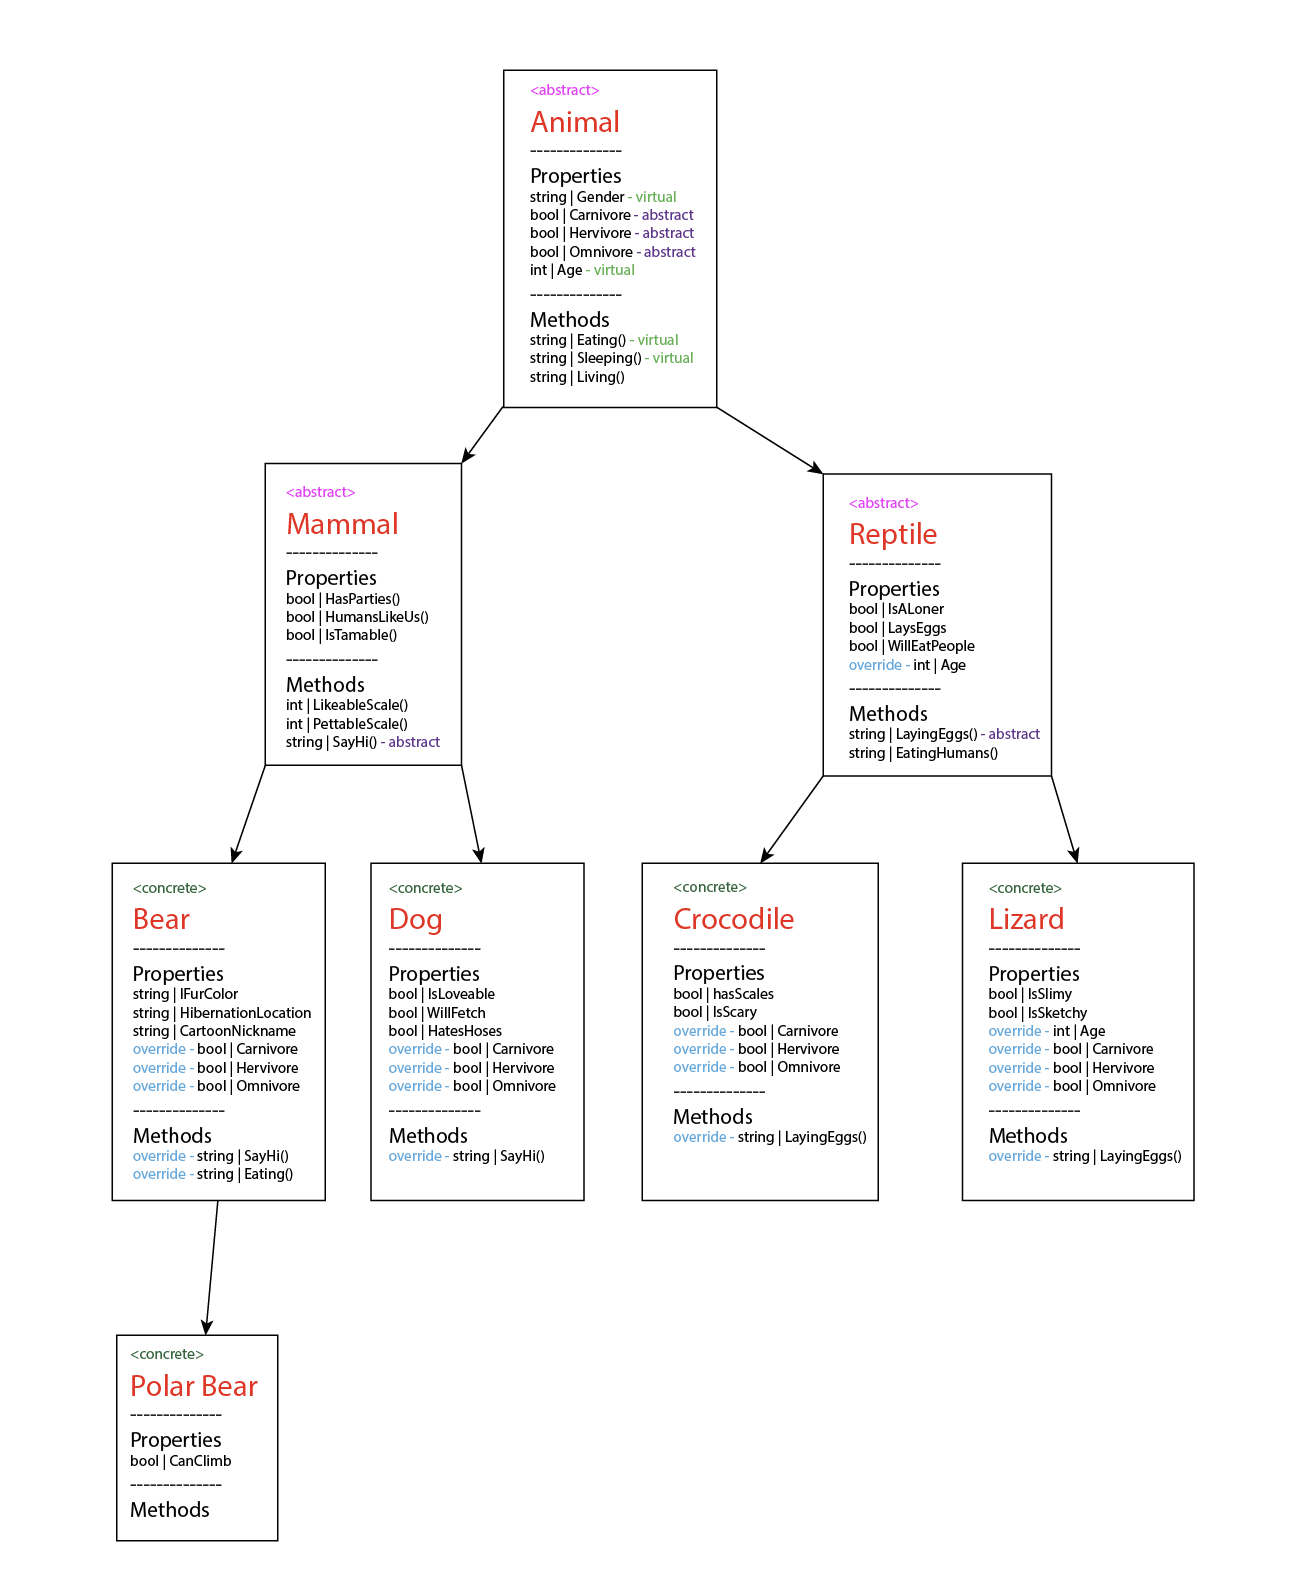 <abstract>
Animal
--------------
Properties
string | Gender - virtual
bool | Carnivore - abstract
bool | Hervivore - abstract
bool | Omnivore - abstract
int | Age - virtual
--------------
Methods
string | Eating() - virtual
string | Sleeping() - virtual
string | Living()
<abstract>
Mammal
--------------
Properties
bool | HasParties()
bool | HumansLikeUs()
bool | IsTamable()
--------------
Methods
int | LikeableScale()
int | PettableScale()
string | SayHi() - abstract
<abstract>
Reptile
--------------
Properties
bool | IsALoner
bool | LaysEggs
bool | WillEatPeople
override - int | Age
--------------
Methods
string | LayingEggs() - abstract
string | EatingHumans()
<concrete>
Bear
--------------
Properties
string | IFurColor
string | HibernationLocation
string | CartoonNickname
override - bool | Carnivore
override - bool | Hervivore
override - bool | Omnivore
--------------
Methods
override - string | SayHi()
override - string | Eating()
<concrete>
Dog
--------------
Properties
bool | IsLoveable
bool | WillFetch
bool | HatesHoses
override - bool | Carnivore
override - bool | Hervivore
override - bool | Omnivore
--------------
Methods
override - string | SayHi()
<concrete>
Crocodile
--------------
Properties
bool | hasScales
bool | IsScary
override - bool | Carnivore
override - bool | Hervivore
override - bool | Omnivore
--------------
Methods
override - string | LayingEggs()
<concrete>
Lizard
--------------
Properties
bool | IsSlimy
bool | IsSketchy
override - int | Age
override - bool | Carnivore
override - bool | Hervivore
override - bool | Omnivore
--------------
Methods
override - string | LayingEggs()
<concrete>
Polar Bear
--------------
Properties
bool | CanClimb
--------------
Methods